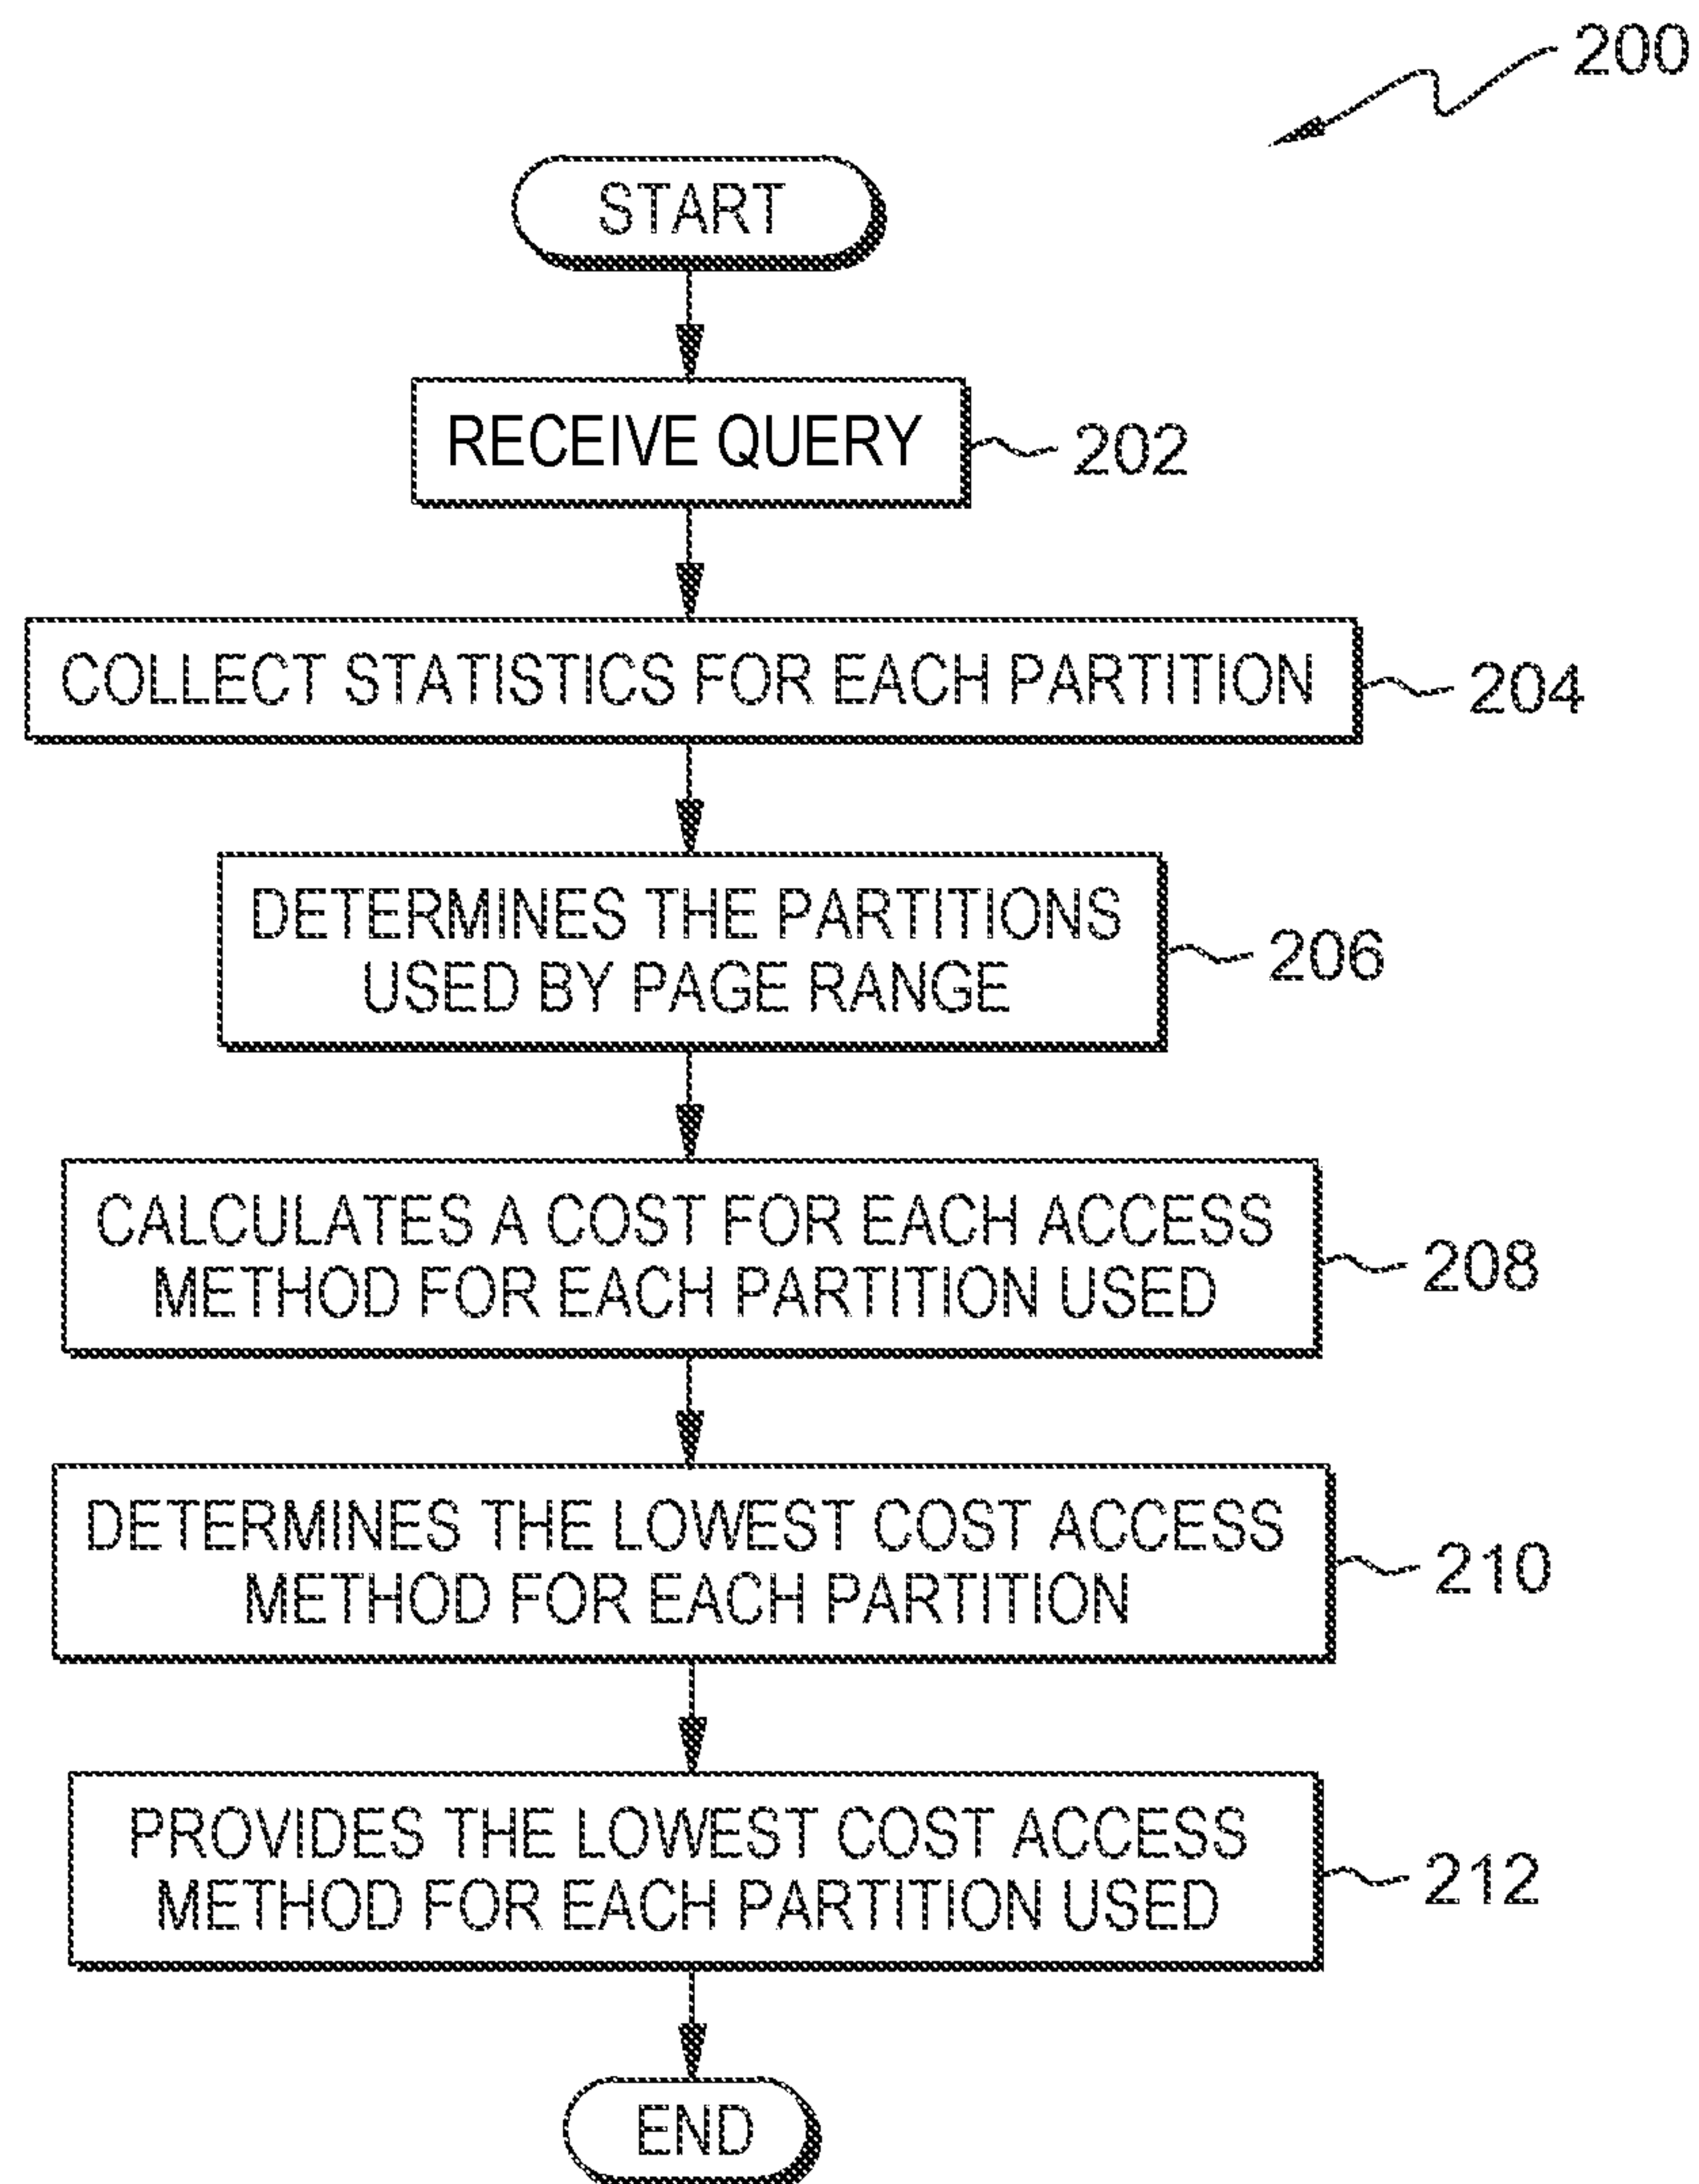 200
START
RECEIVE QUERY
202
COLLECT STATISTICS FOR EACH PARTITION
204
DETERMINES THE PARTITIONS
USED BY PAGE RANGE
206
CALCULATES A COST FOR EACH ACCESS
METHOD FOR EACH PARTITION USED
208
DETERMINES THE LOWEST COST ACCESS
METHOD FOR EACH PARTITION
210
PROVIDES THE LOWEST COST ACCESS
METHOD FOR EACH PARTITION USED
212
END